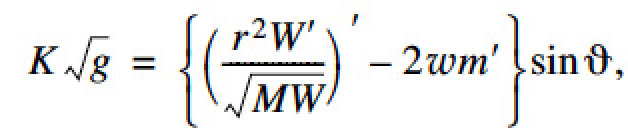 K√g = { ( r²W′ / √MW )′ − 2wm′ } sin ϑ,